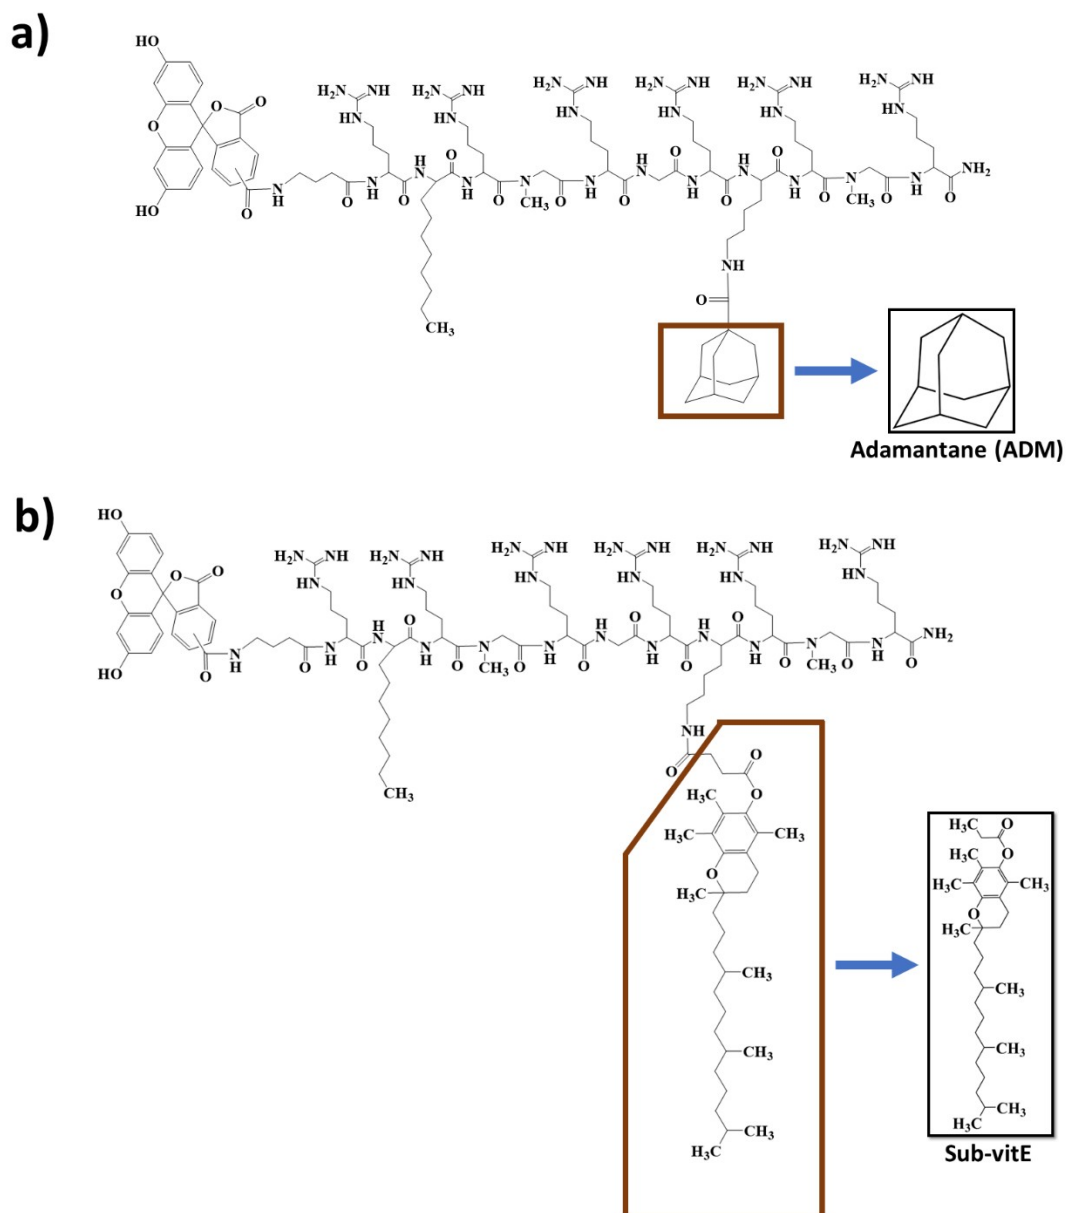 a)
HO
H₂N NH H₂N NH H₂N NH H₂N NH H₂N NH H₂N NH
HN HN HN HN HN HN
O O
O
H N O H N O H N O
N H N H N H N N H N H N H N N H NH₂
HO O O O O CH₃ O O O O CH₃ O O
NH
O
CH₃
Adamantane (ADM)
b)
HO
H₂N NH H₂N NH H₂N NH H₂N NH H₂N NH H₂N NH
HN HN HN HN HN HN
O O
O
H N O H N O H N O
N H N H N H N N H N H N H N N H NH₂
HO O O O O CH₃ O O O O CH₃ O O
NH
O O
O
H₃C
H₃C CH₃
O
H₃C
CH₃
CH₃
CH₃
CH₃
H₃C
H₃C O
O
H₃C
H₃C CH₃
O
H₃C
CH₃
CH₃
CH₃
H₃C
Sub-vitE